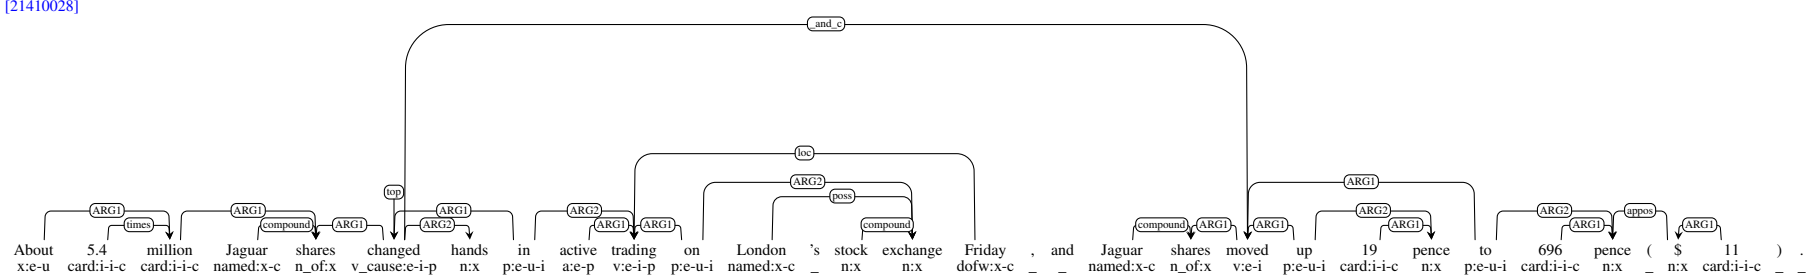 [21410028]
_and_c
loc
ARG2 ARG1
top poss
ARG1 ARG1 ARG1 ARG2 ARG2 ARG2 appos
times compound ARG1 ARG2 ARG1 ARG1 compound compound ARG1 ARG1 ARG1 ARG1 ARG1
About 5.4 million Jaguar shares changed hands in active trading on London 's stock exchange Friday , and Jaguar shares moved up 19 pence to 696 pence ( $ 11 ) .
x:e-u card:i-i-c card:i-i-c named:x-c n_of:x v_cause:e-i-p n:x p:e-u-i a:e-p v:e-i-p p:e-u-i named:x-c _ n:x n:x dofw:x-c _ _ named:x-c n_of:x v:e-i p:e-u-i card:i-i-c n:x p:e-u-i card:i-i-c n:x _ n:x card:i-i-c _ _